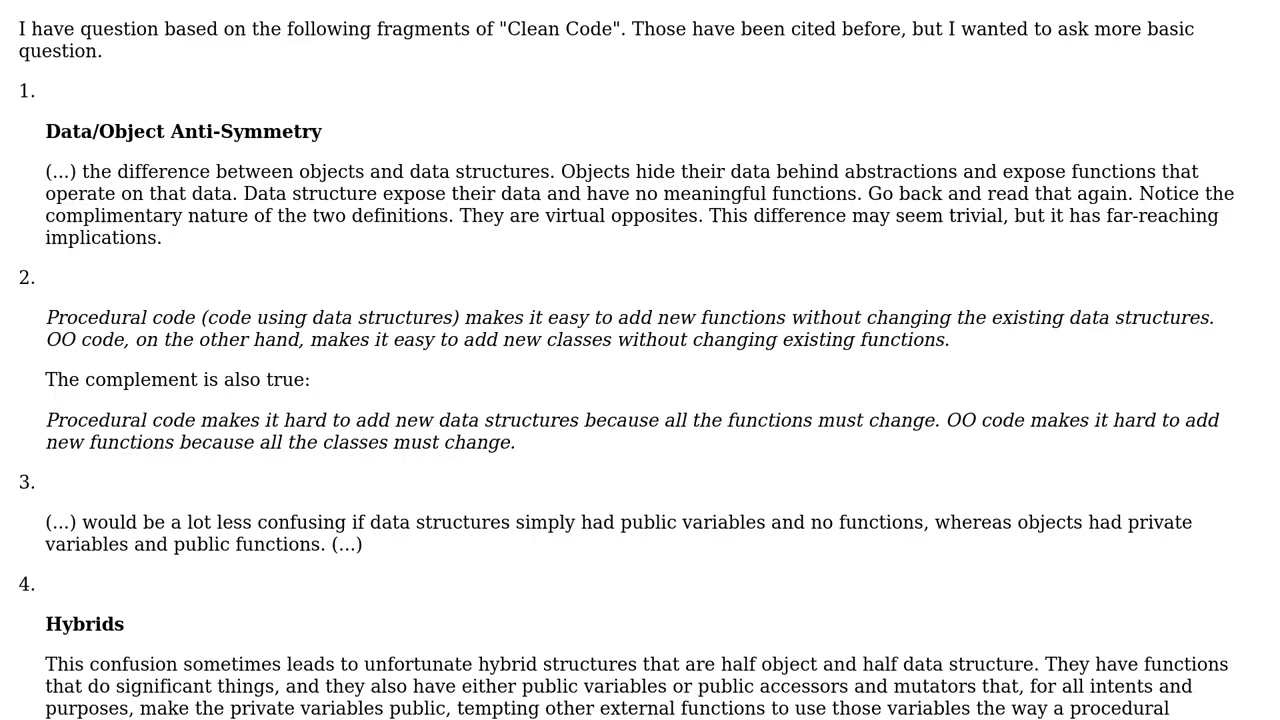 I have question based on the following fragments of "Clean Code". Those have been cited before, but I wanted to ask more basic
question.
1.
Data/Object Anti-Symmetry
(...) the difference between objects and data structures. Objects hide their data behind abstractions and expose functions that
operate on that data. Data structure expose their data and have no meaningful functions. Go back and read that again. Notice the
complimentary nature of the two definitions. They are virtual opposites. This difference may seem trivial, but it has far-reaching
implications.
2.
Procedural code (code using data structures) makes it easy to add new functions without changing the existing data structures.
OO code, on the other hand, makes it easy to add new classes without changing existing functions.
The complement is also true:
Procedural code makes it hard to add new data structures because all the functions must change. OO code makes it hard to add
new functions because all the classes must change.
3.
(...) would be a lot less confusing if data structures simply had public variables and no functions, whereas objects had private
variables and public functions. (...)
4.
Hybrids
This confusion sometimes leads to unfortunate hybrid structures that are half object and half data structure. They have functions
that do significant things, and they also have either public variables or public accessors and mutators that, for all intents and
purposes, make the private variables public, tempting other external functions to use those variables the way a procedural